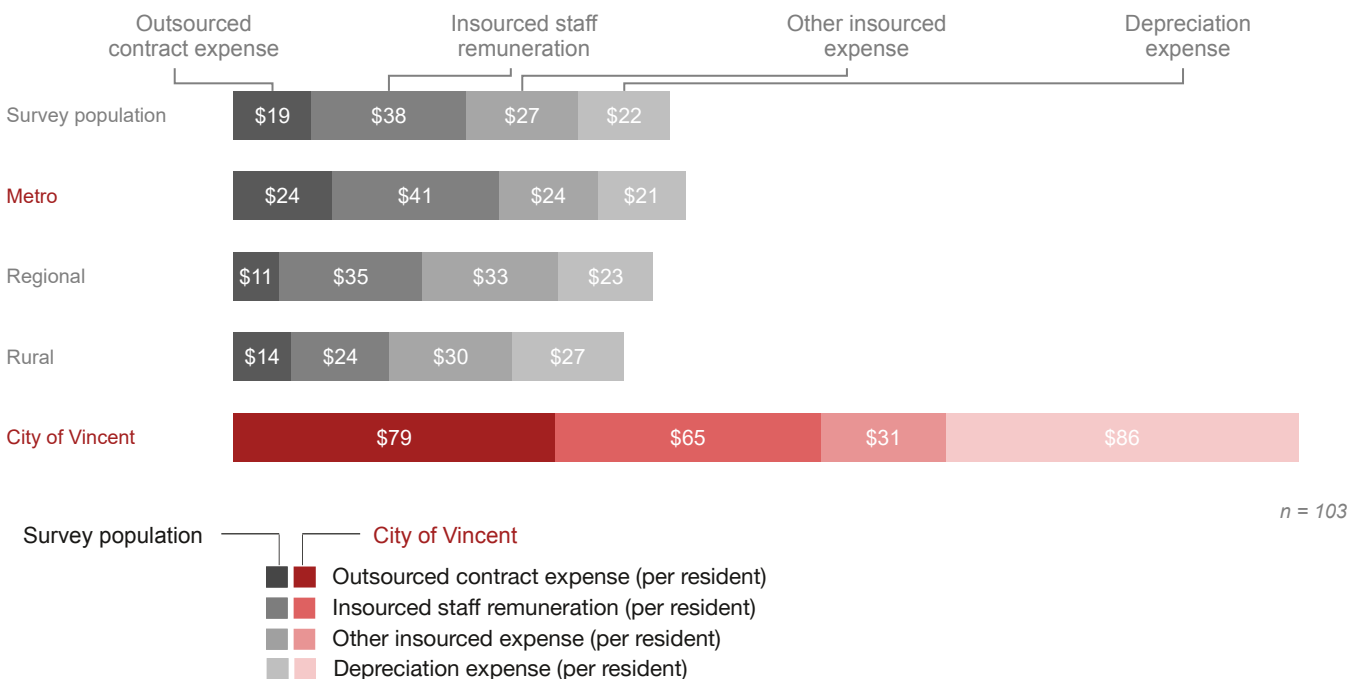 Outsourced
contract expense
Insourced staff
remuneration
Other insourced
expense
Depreciation
expense
Survey population
$19 $38 $27 $22
Metro
$24 $41 $24 $21
Regional
$11 $35 $33 $23
Rural
$14 $24 $30 $27
City of Vincent
$79 $65 $31 $86
n = 103
Survey population
City of Vincent
Outsourced contract expense (per resident)
Insourced staff remuneration (per resident)
Other insourced expense (per resident)
Depreciation expense (per resident)